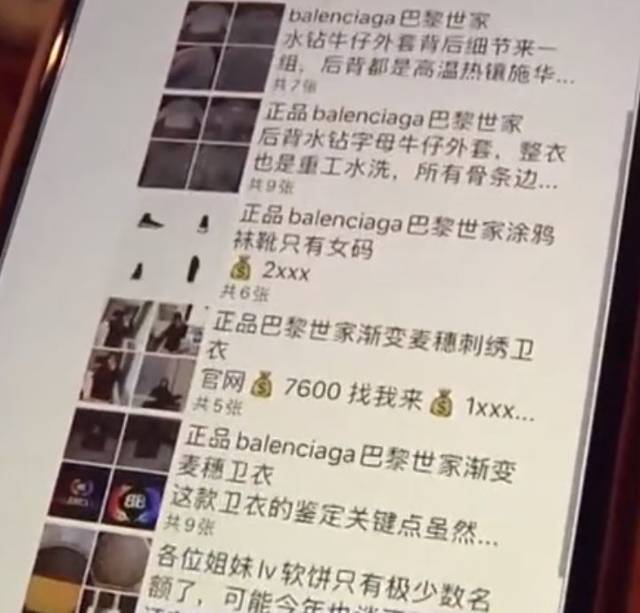 balenciaga巴黎世家
水钻牛仔外套背后细节来一
组，后背都是高温热镶施华...
共7张
正品balenciaga巴黎世家
后背水钻字母牛仔外套，整衣
也是重工水洗，所有骨条边...
共9张
正品balenciaga巴黎世家涂鸦
袜靴只有女码
💰 2xxx
共6张
正品巴黎世家渐变麦穗刺绣卫
衣
官网💰 7600 找我来💰 1xxx...
共5张
正品balenciaga巴黎世家渐变
麦穗卫衣
这款卫衣的鉴定关键点虽然...
共9张
各位姐妹lv软饼只有极少数名
额了，可能今年也